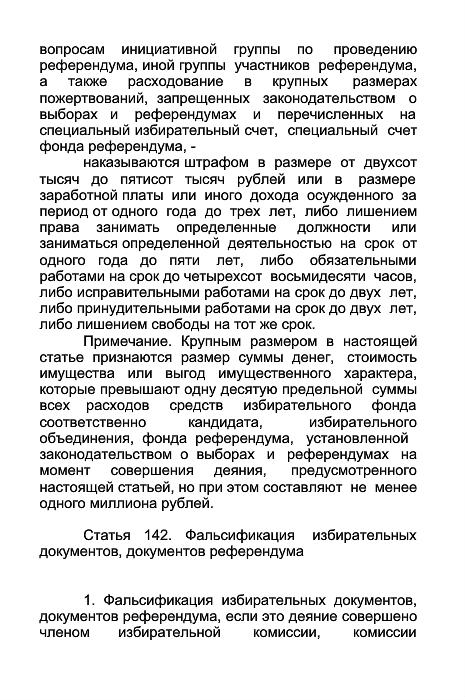 вопросам инициативной группы по проведению
референдума, иной группы участников референдума,
а также расходование в крупных размерах
пожертвований, запрещенных законодательством о
выборах и референдумах и перечисленных на
специальный избирательный счет, специальный счет
фонда референдума, -
наказываются штрафом в размере от двухсот
тысяч до пятисот тысяч рублей или в размере
заработной платы или иного дохода осужденного за
период от одного года до трех лет, либо лишением
права занимать определенные должности или
заниматься определенной деятельностью на срок от
одного года до пяти лет, либо обязательными
работами на срок до четырехсот восьмидесяти часов,
либо исправительными работами на срок до двух лет,
либо принудительными работами на срок до двух лет,
либо лишением свободы на тот же срок.
Примечание. Крупным размером в настоящей
статье признаются размер суммы денег, стоимость
имущества или выгод имущественного характера,
которые превышают одну десятую предельной суммы
всех расходов средств избирательного фонда
соответственно кандидата, избирательного
объединения, фонда референдума, установленной
законодательством о выборах и референдумах на
момент совершения деяния, предусмотренного
настоящей статьей, но при этом составляют не менее
одного миллиона рублей.
Статья 142. Фальсификация избирательных
документов, документов референдума
1. Фальсификация избирательных документов,
документов референдума, если это деяние совершено
членом избирательной комиссии, комиссии